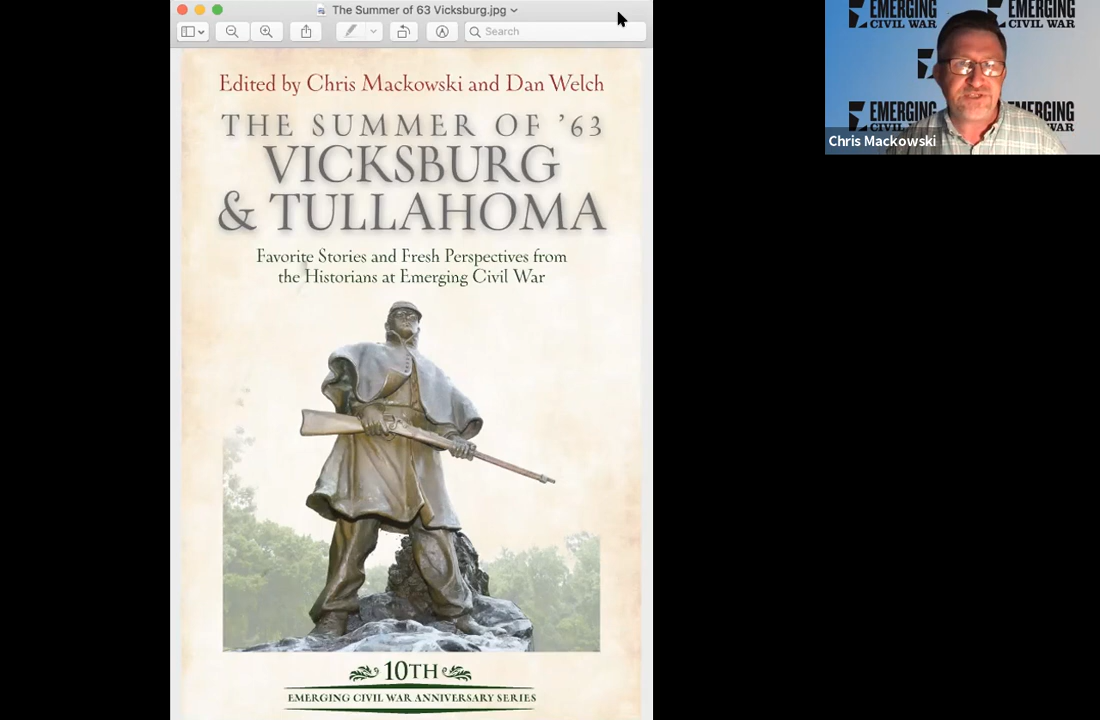 The Summer of 63 Vicksburg.jpg
Search
Edited by Chris Mackowski and Dan Welch
THE SUMMER OF ’63
VICKSBURG
& TULLAHOMA
Favorite Stories and Fresh Perspectives from
the Historians at Emerging Civil War
10TH
EMERGING CIVIL WAR ANNIVERSARY SERIES
EMERGING
CIVIL WAR
EMERGING
CIVIL WAR
EMERGING
CIVIL WAR
EMERGING
WAR
Chris Mackowski